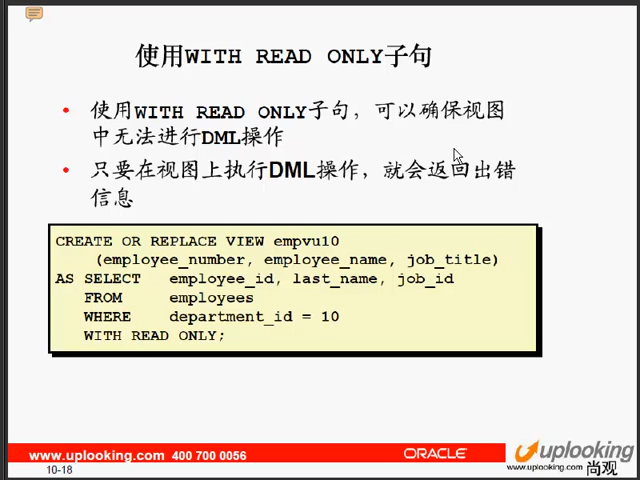 使用WITH READ ONLY子句
• 使用WITH READ ONLY子句，可以确保视图
中无法进行DML操作
• 只要在视图上执行DML操作，就会返回出错
信息
CREATE OR REPLACE VIEW empvu10
(employee_number, employee_name, job_title)
AS SELECT employee_id, last_name, job_id
FROM employees
WHERE department_id = 10
WITH READ ONLY;
www.uplooking.com 400 700 0056
ORACLE
uplooking
www.uplooking.com 尚观
10-18